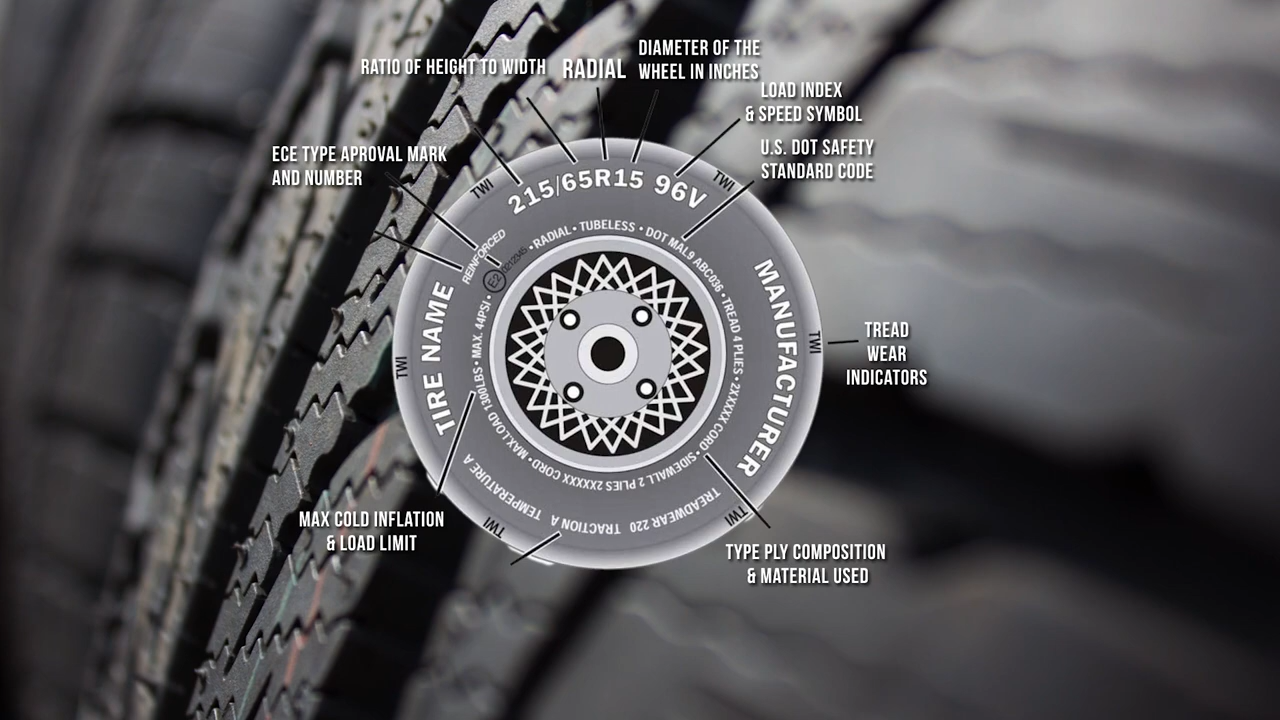 DIAMETER OF THE
WHEEL IN INCHES
RATIO OF HEIGHT TO WIDTH
RADIAL
LOAD INDEX
& SPEED SYMBOL
U.S. DOT SAFETY
STANDARD CODE
ECE TYPE APROVAL MARK
AND NUMBER
215/65R15 96V
TWI
TWI
REINFORCED
E2
• RADIAL • TUBELESS • DOT MAL9 ABC036 • TREAD 4 PLIES • 2XXXXX CORD • SIDEWALL 2 PLIES 2XXXXX CORD • MAX.LOAD 1300LBS • MAX. 44PSI •
TIRE NAME
MANUFACTURER
TWI
TWI
TREAD
WEAR
INDICATORS
TREADWEAR 220 TRACTION A TEMPERATURE A
TWI
TWI
MAX COLD INFLATION
& LOAD LIMIT
TYPE PLY COMPOSITION
& MATERIAL USED